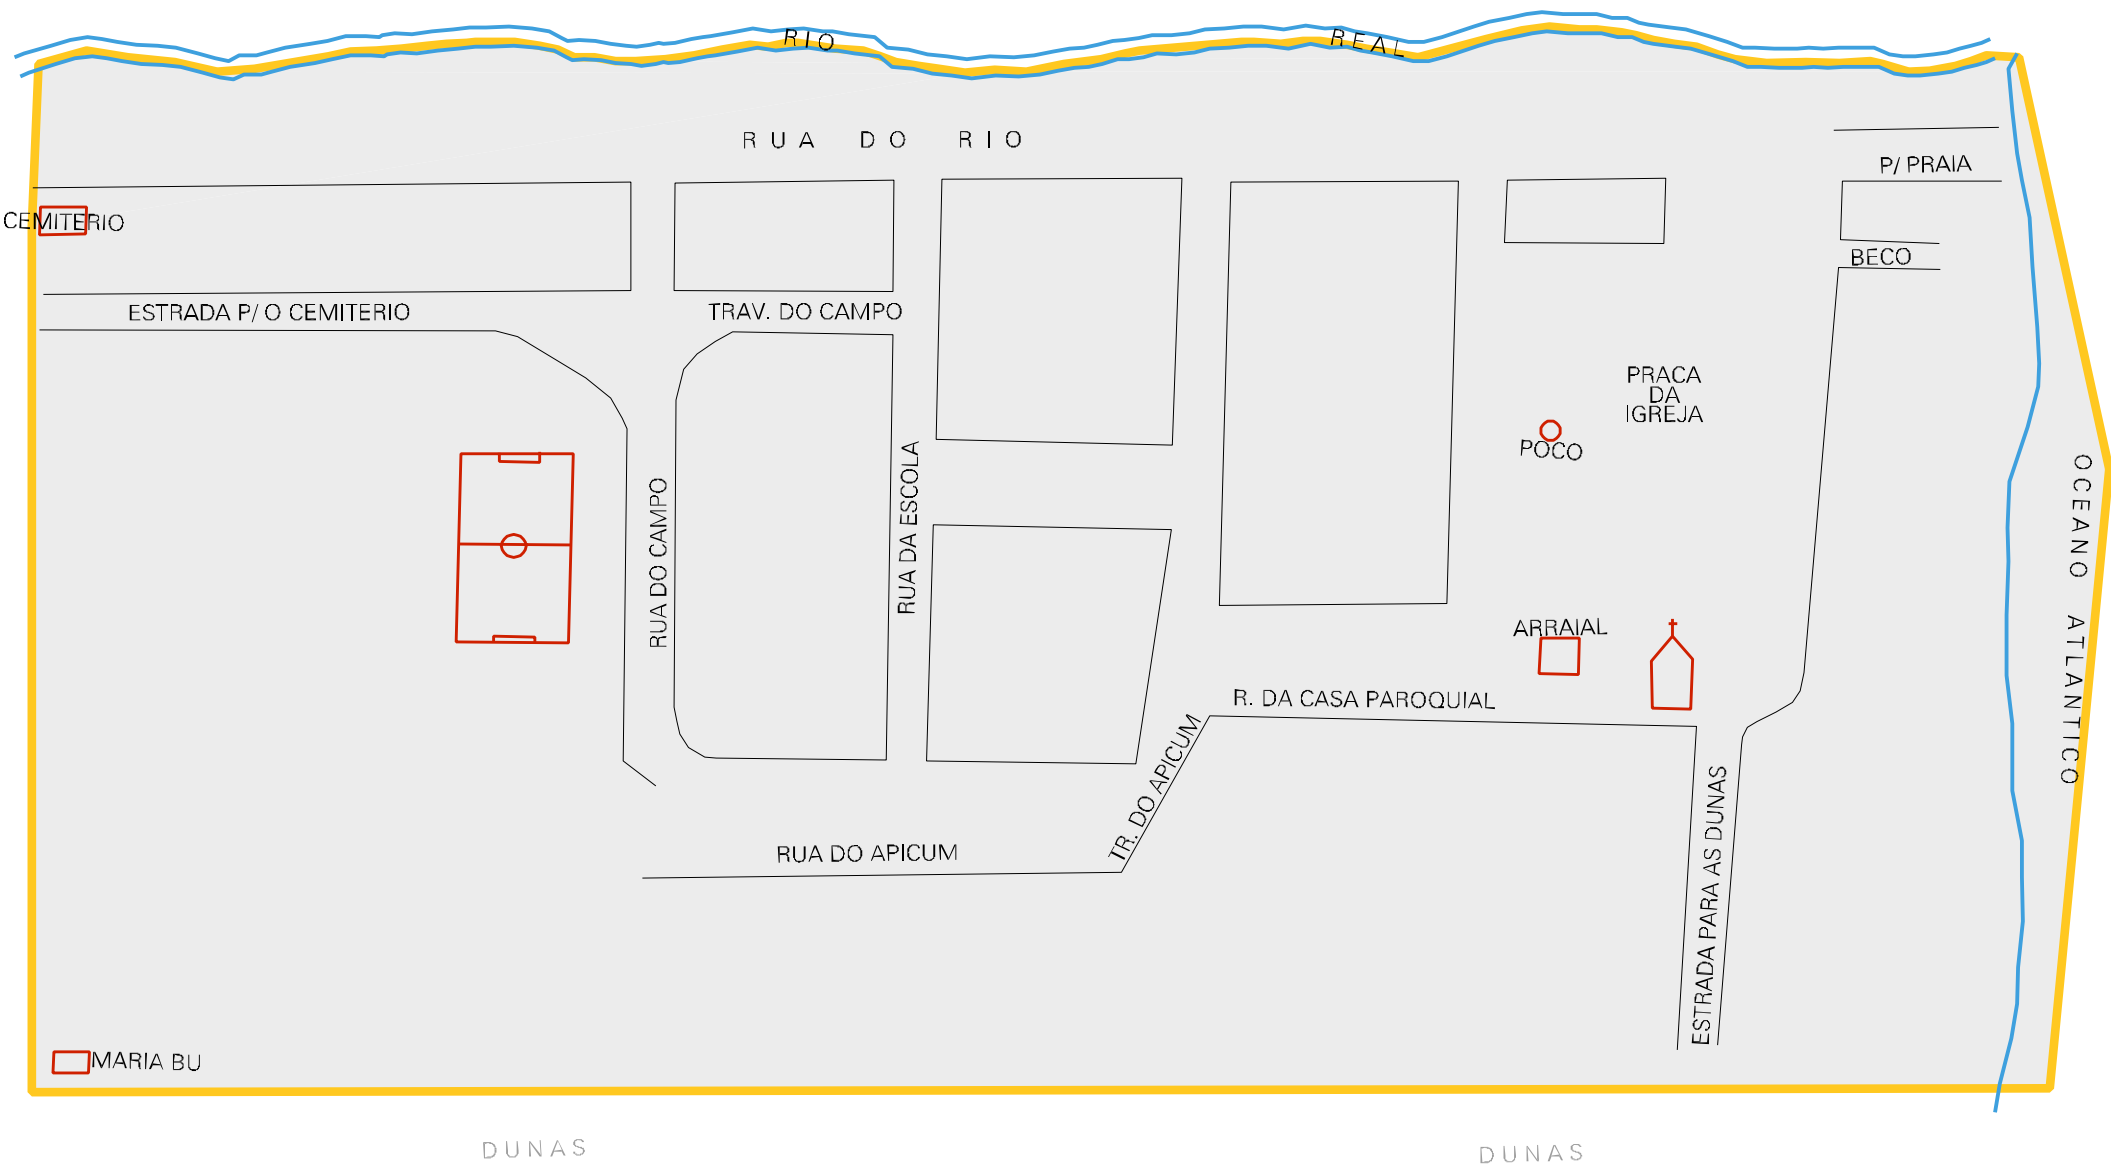 RIO
REAL
RUA DO RIO
P/ PRAIA
CEMITERIO
BECO
ESTRADA P/ O CEMITERIO
TRAV. DO CAMPO
PRACA
DA
IGREJA
POCO
RUA DO CAMPO
RUA DA ESCOLA
OCEANO ATLANTICO
ARRAIAL
R. DA CASA PAROQUIAL
TR. DO APICUM
RUA DO APICUM
ESTRADA PARA AS DUNAS
MARIA BU
DUNAS
DUNAS